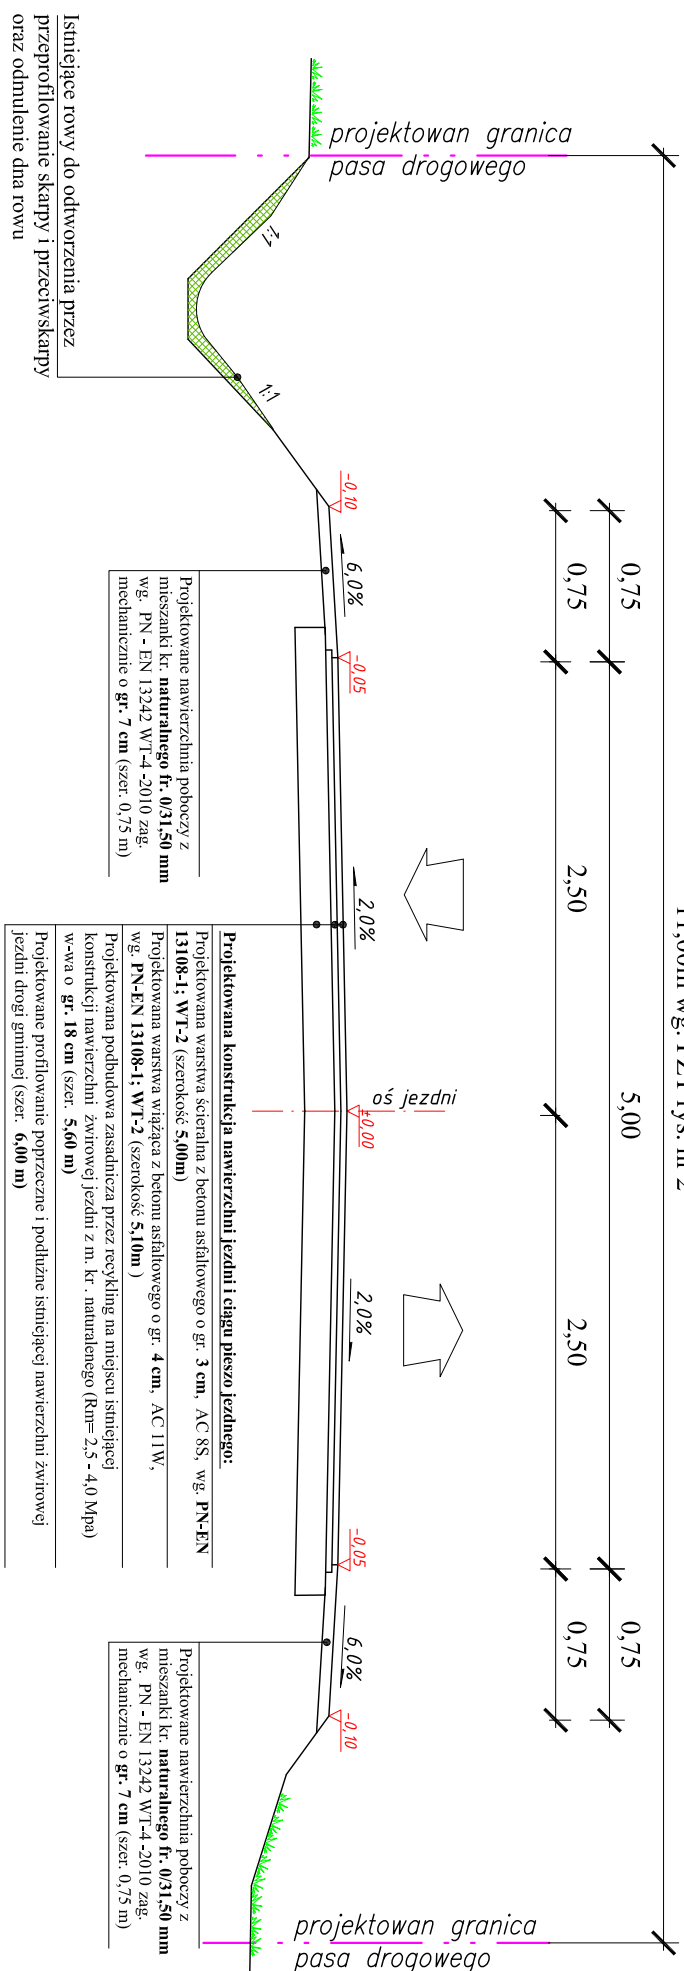 11,00m wg. PZT rys. nr 2
0,75
5,00
0,75
0,75
2,50
2,50
0,75
projektowan granica
pasa drogowego
projektowan granica
pasa drogowego
1:1
1:1
-0,10
6,0%
-0,05
2,0%
oś jezdni
±0,00
2,0%
-0,05
6,0%
-0,10
Istniejące rowy do odtworzenia przez
przeprofilowanie skarpy i przeciwskarpy
oraz odmulenie dna rowu
Projektowane nawierzchnia poboczy z
mieszanki kr. naturalnego fr. 0/31,50 mm
wg. PN - EN 13242 WT-4 -2010 zag.
mechanicznie o gr. 7 cm (szer. 0,75 m)
Projektowana konstrukcja nawierzchni jezdni i ciągu pieszo jezdnego:
Projektowana warstwa ścieralna z betonu asfaltowego o gr. 3 cm, AC 8S, wg. PN-EN
13108-1; WT-2 (szerokość 5,00m)
Projektowana warstwa wiążąca z betonu asfaltowego o gr. 4 cm, AC 11W,
wg. PN-EN 13108-1; WT-2 (szerokość 5,10m )
Projektowana podbudowa zasadnicza przez recykling na miejscu istniejącej
konstrukcji nawierzchni żwirowej jezdni z m. kr . naturalenego (Rm= 2,5 - 4,0 Mpa)
w-wa o gr. 18 cm (szer. 5,60 m)
Projektowane profilowanie poprzeczne i podłużne istniejącej nawierzchni żwirowej
jezdni drogi gminnej (szer. 6,00 m)
Projektowane nawierzchnia poboczy z
mieszanki kr. naturalnego fr. 0/31,50 mm
wg. PN - EN 13242 WT-4 -2010 zag.
mechanicznie o gr. 7 cm (szer. 0,75 m)